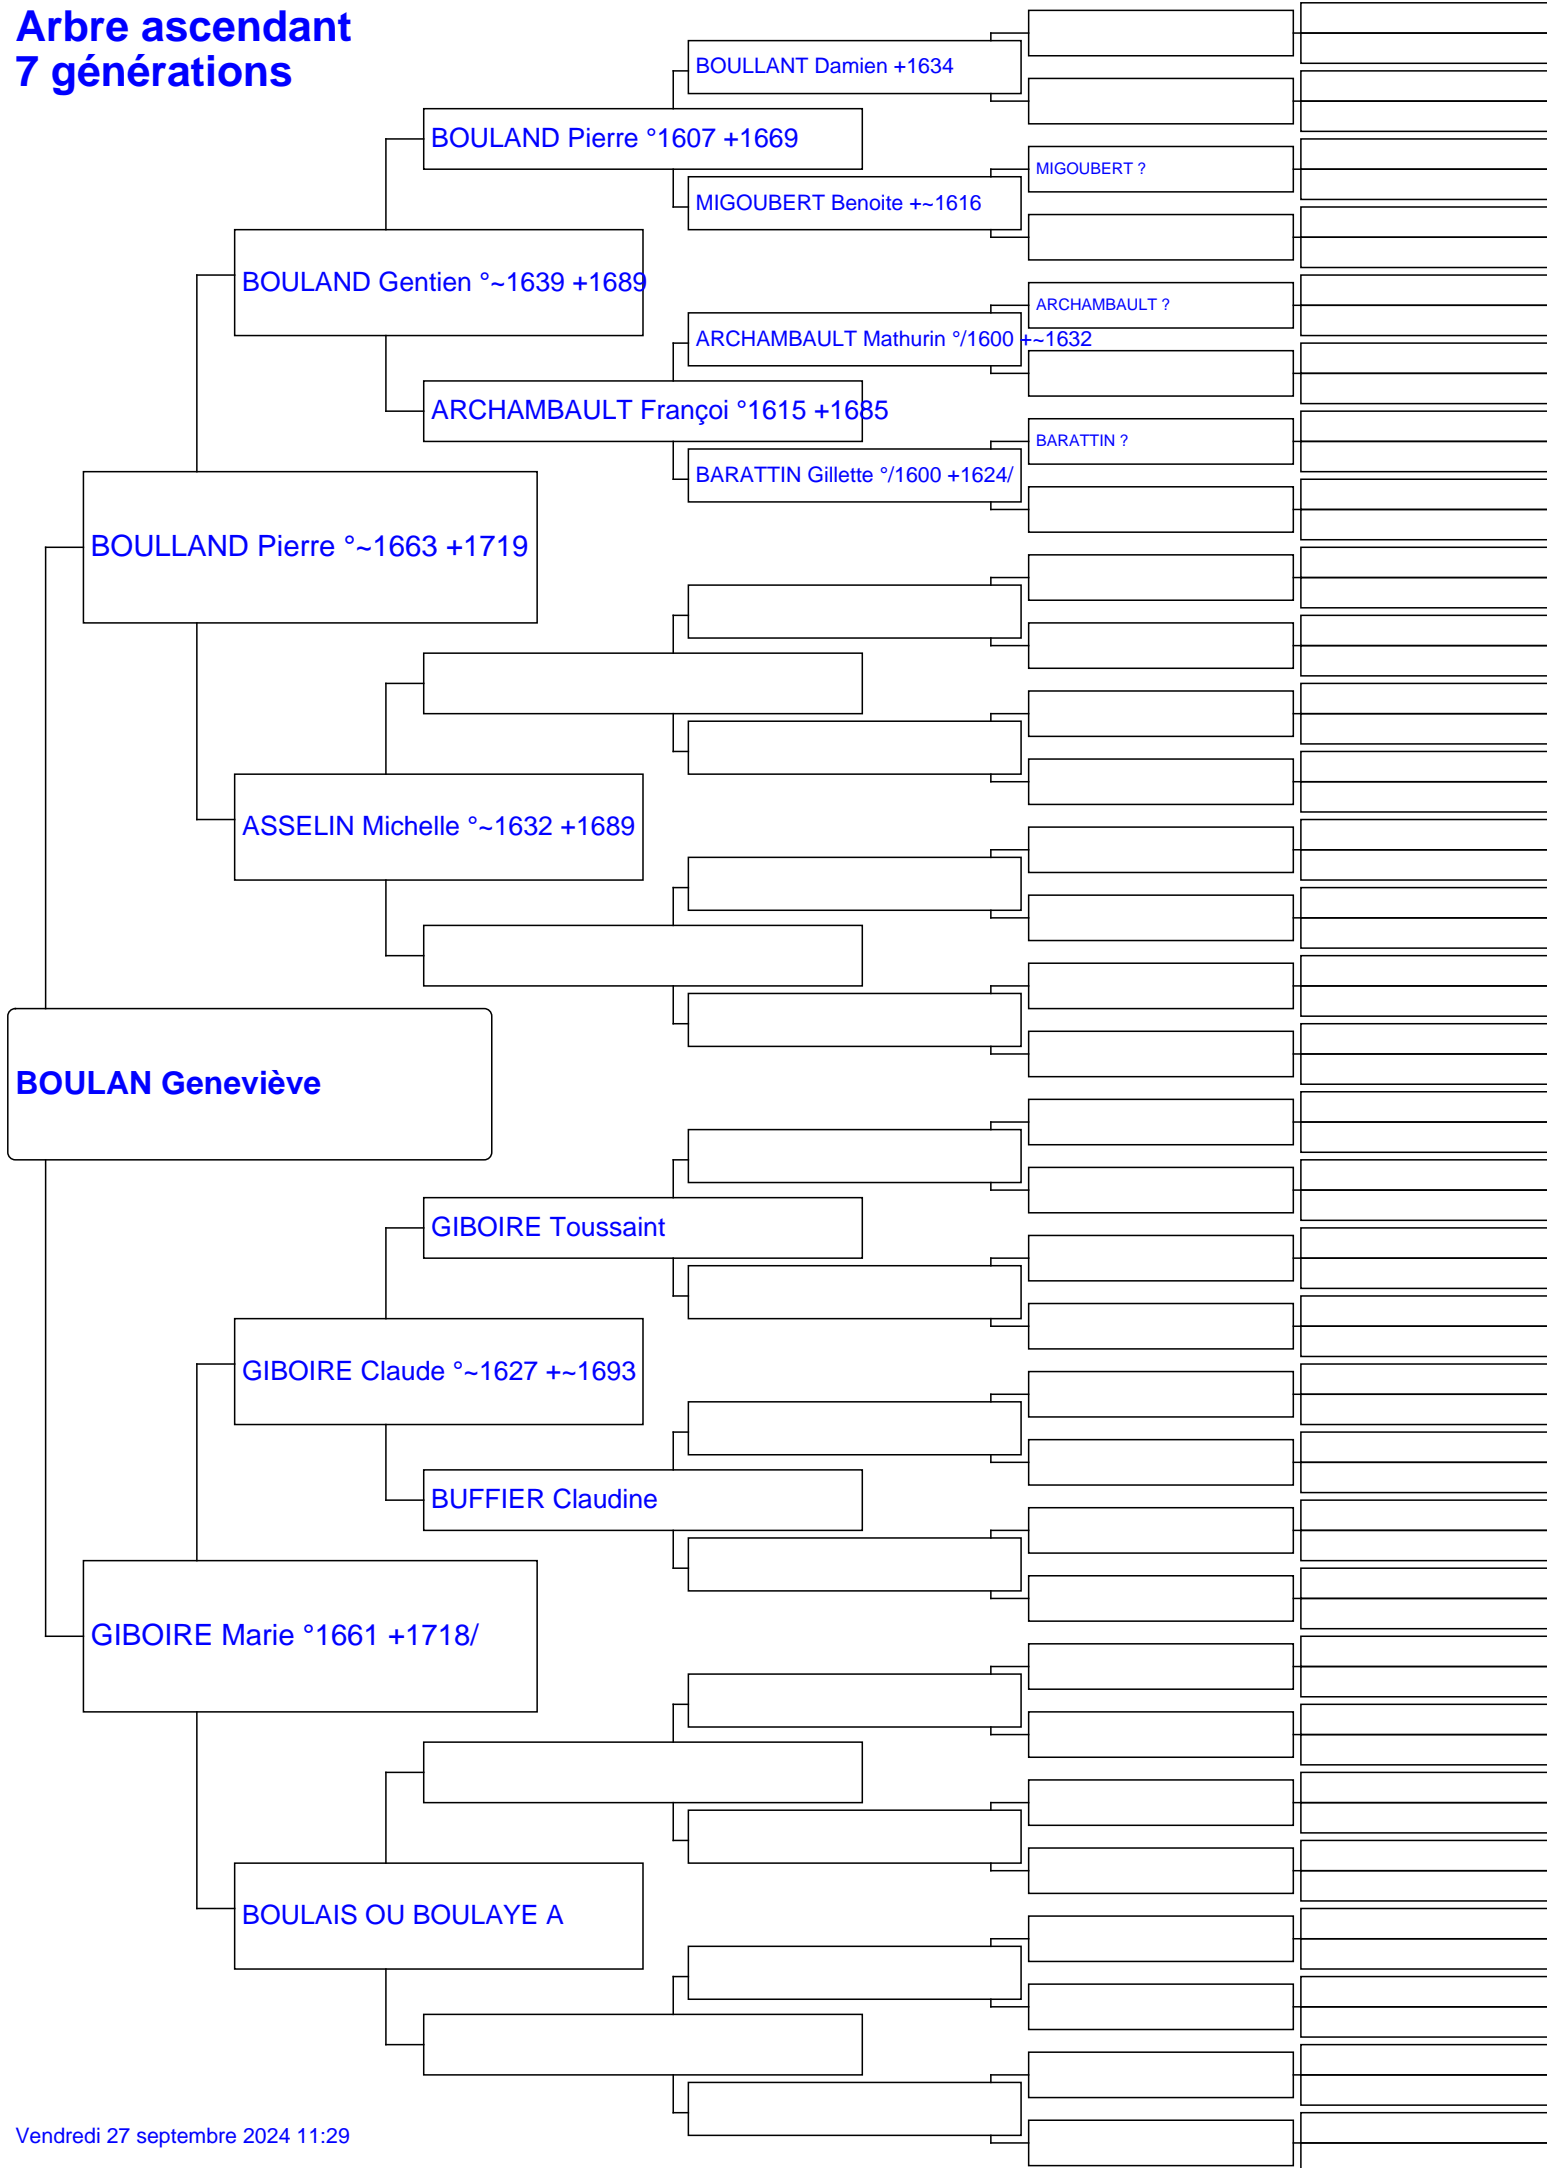 Arbre ascendant
7 générations
BOULLANT Damien +1634
BOULAND Pierre °1607 +1669
MIGOUBERT ?
MIGOUBERT Benoite +~1616
BOULAND Gentien °~1639 +1689
ARCHAMBAULT ?
ARCHAMBAULT Mathurin °/1600 +~1632
ARCHAMBAULT Françoi °1615 +1685
BARATTIN ?
BARATTIN Gillette °/1600 +1624/
BOULLAND Pierre °~1663 +1719
ASSELIN Michelle °~1632 +1689
BOULAN Geneviève
GIBOIRE Toussaint
GIBOIRE Claude °~1627 +~1693
BUFFIER Claudine
GIBOIRE Marie °1661 +1718/
BOULAIS OU BOULAYE A
Vendredi 27 septembre 2024 11:29